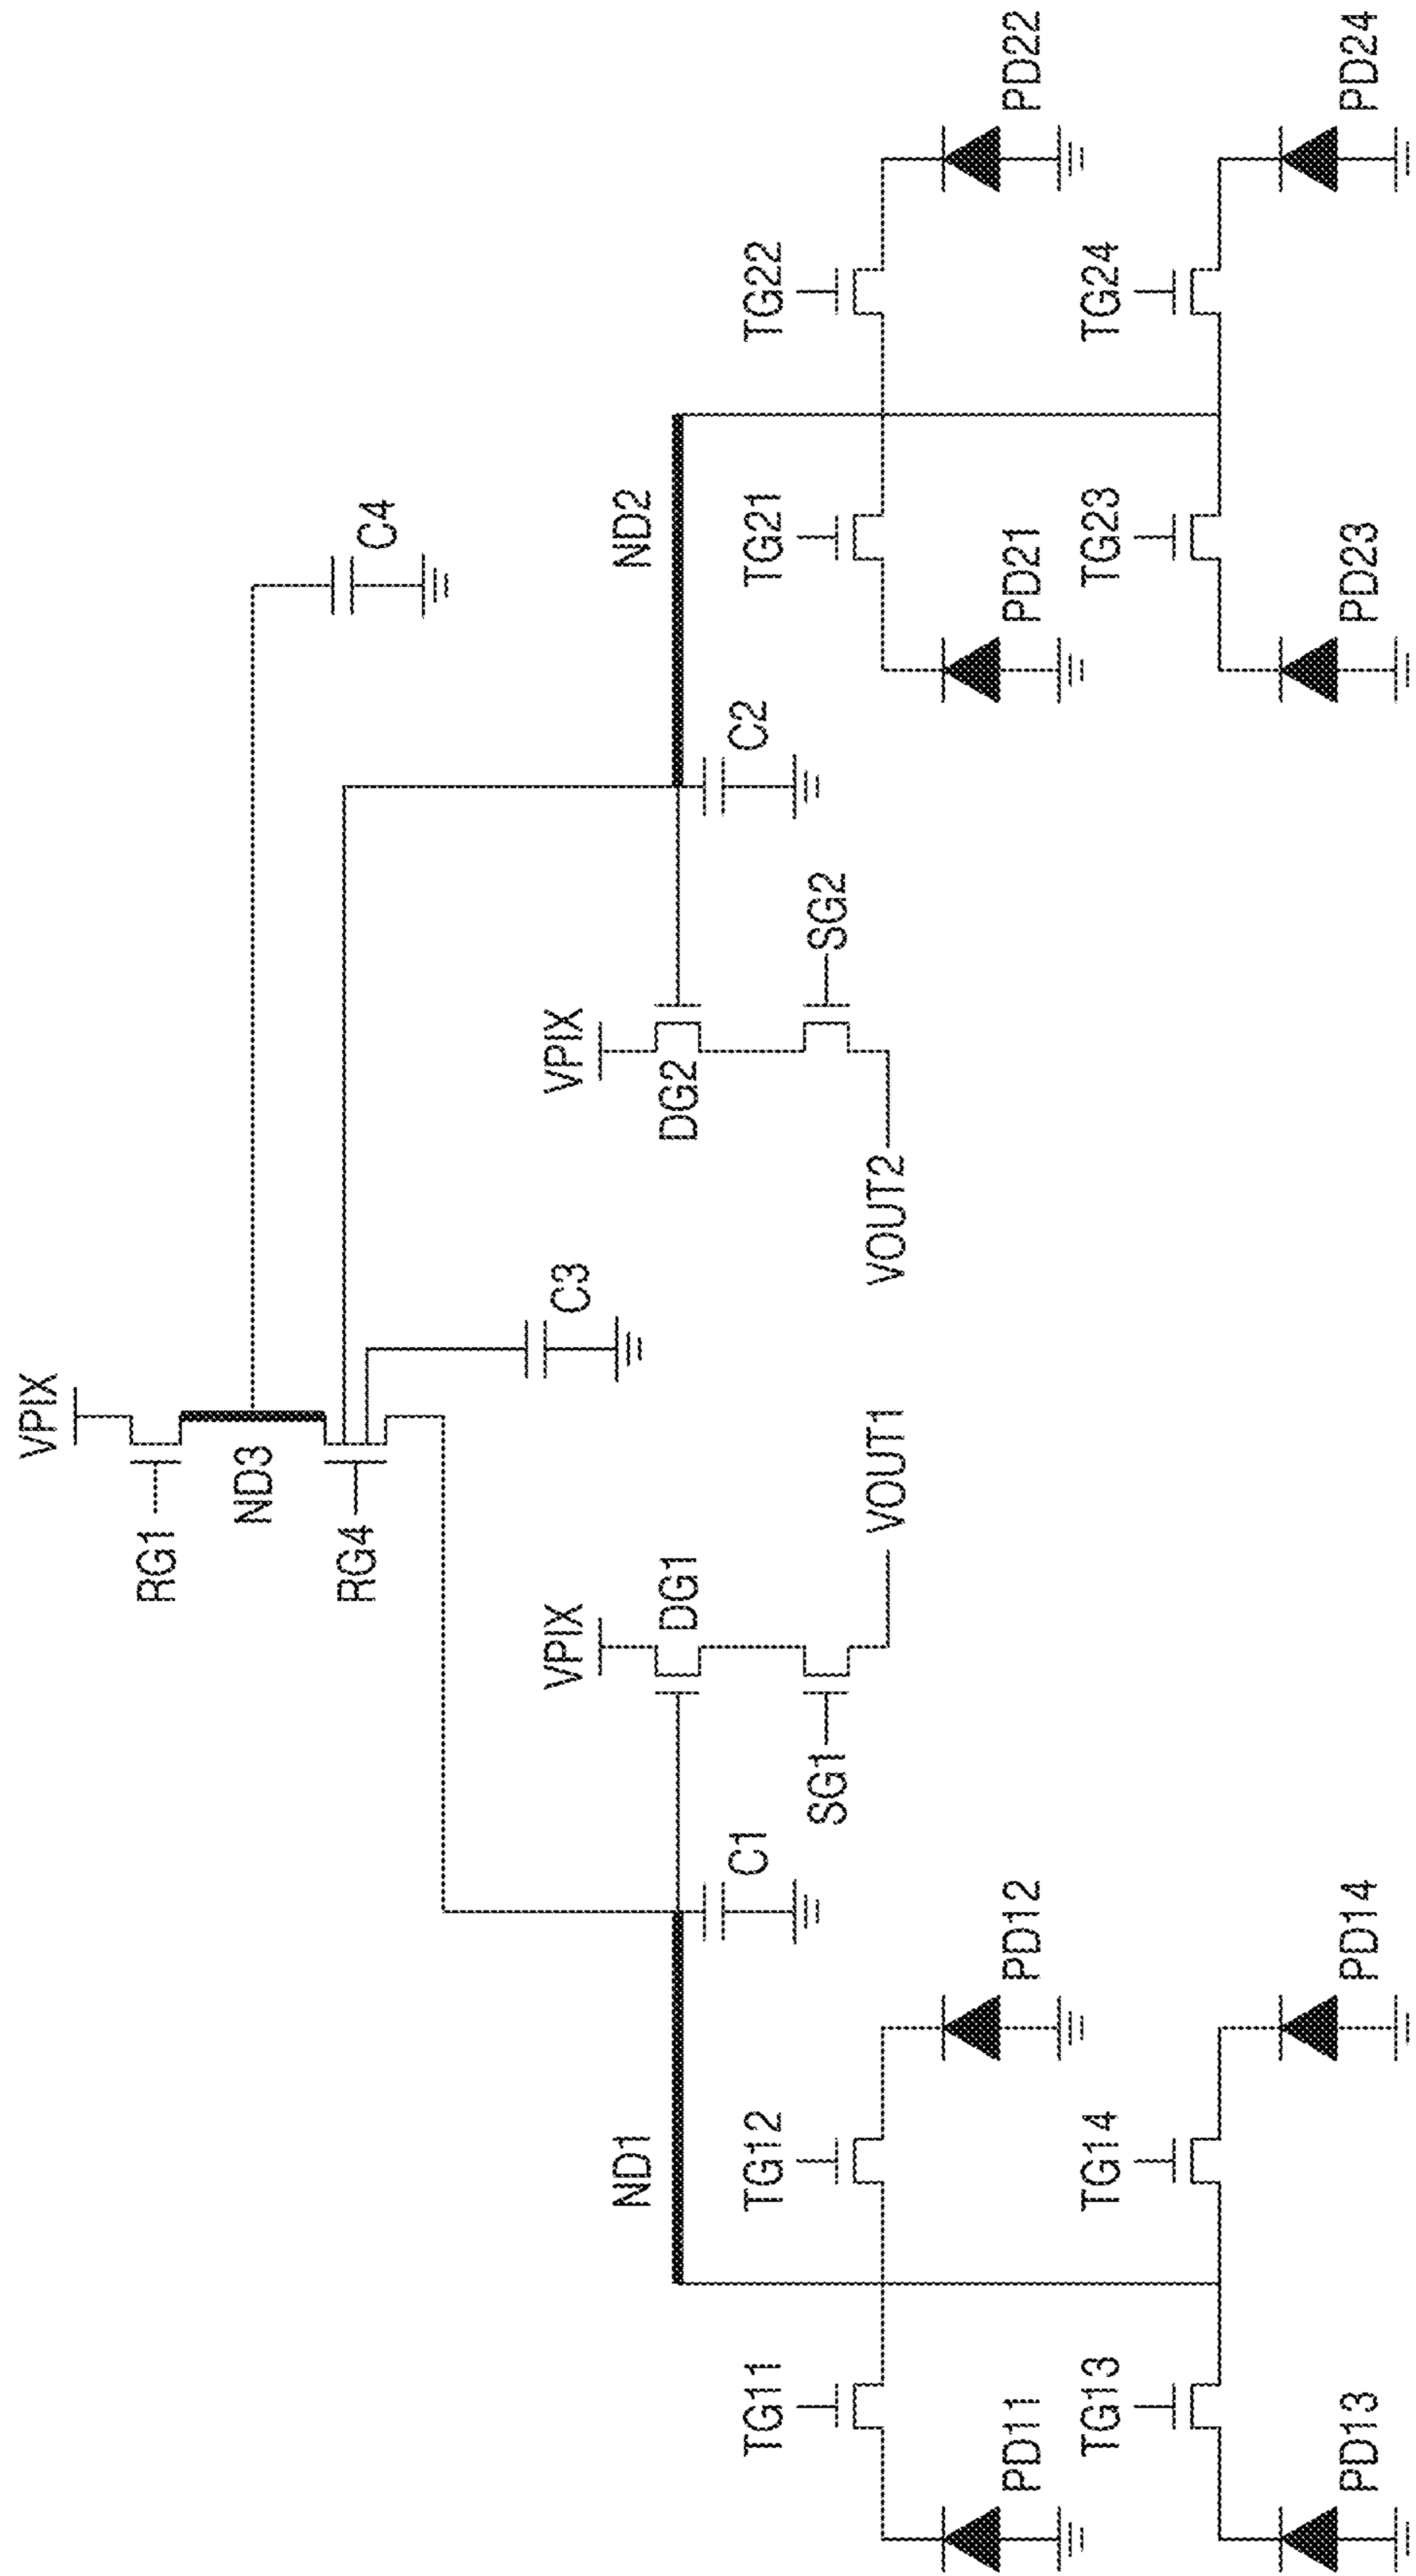 VPIX
RG1
ND3
RG4
C4
C3
ND1
ND2
VPIX
DG1
VPIX
DG2
C1
C2
SG1
SG2
VOUT1
VOUT2
TG11
TG12
TG21
TG22
PD11
PD12
PD21
PD22
TG13
TG14
TG23
TG24
PD13
PD14
PD23
PD24